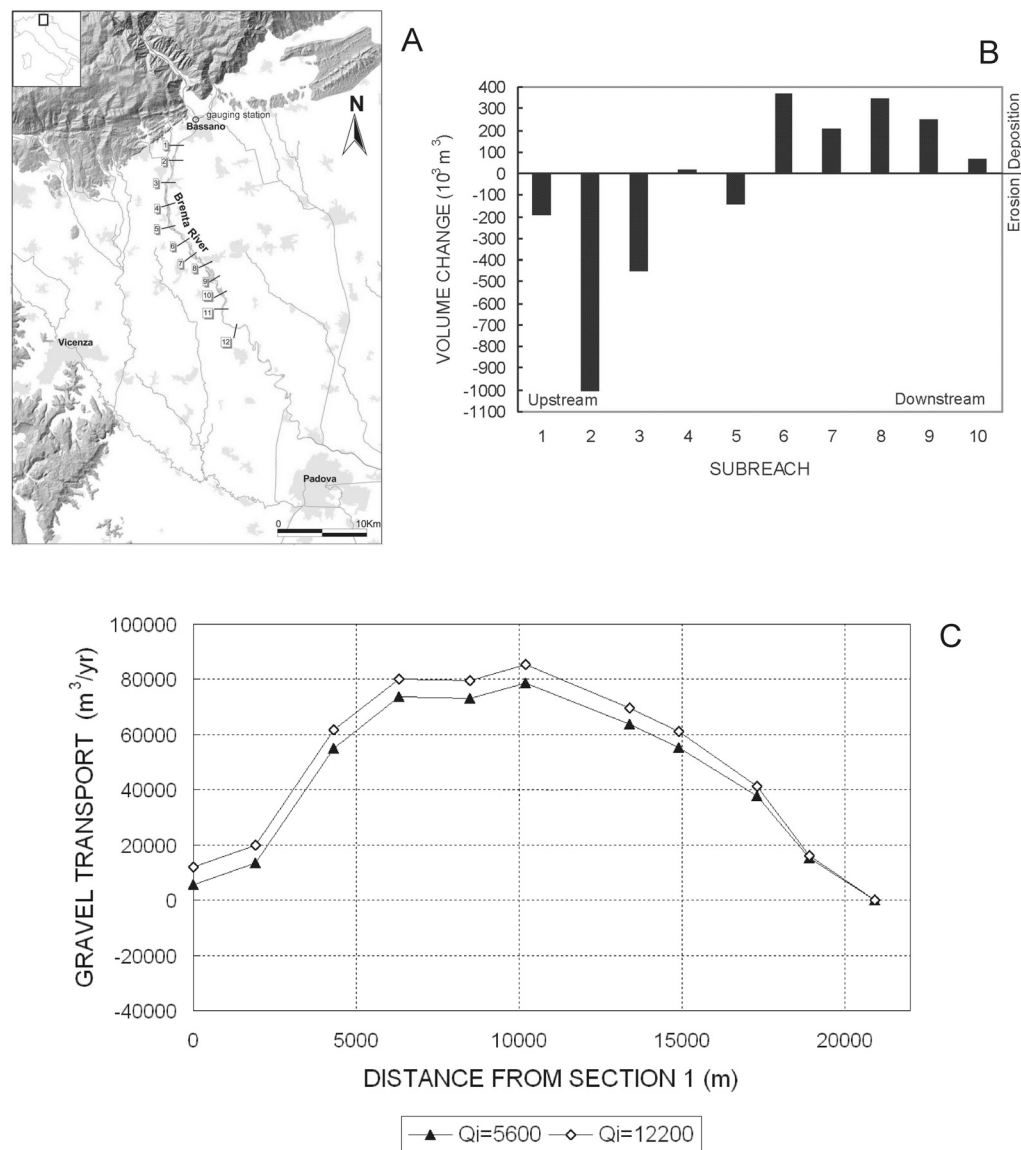 A
N
gauging station
Bassano
1
2
3
4
5
6
7
8
9
10
11
12
Brenta River
Vicenza
Padova
0 10Km
B
VOLUME CHANGE (10³ m³)
400
300
200
100
0
-100
-200
-300
-400
-500
-600
-700
-800
-900
-1000
-1100
Deposition
Erosion
Upstream Downstream
1 2 3 4 5 6 7 8 9 10
SUBREACH
C
GRAVEL TRANSPORT (m³/yr)
100000
80000
60000
40000
20000
0
-20000
-40000
0 5000 10000 15000 20000
DISTANCE FROM SECTION 1 (m)
Qi=5600 Qi=12200